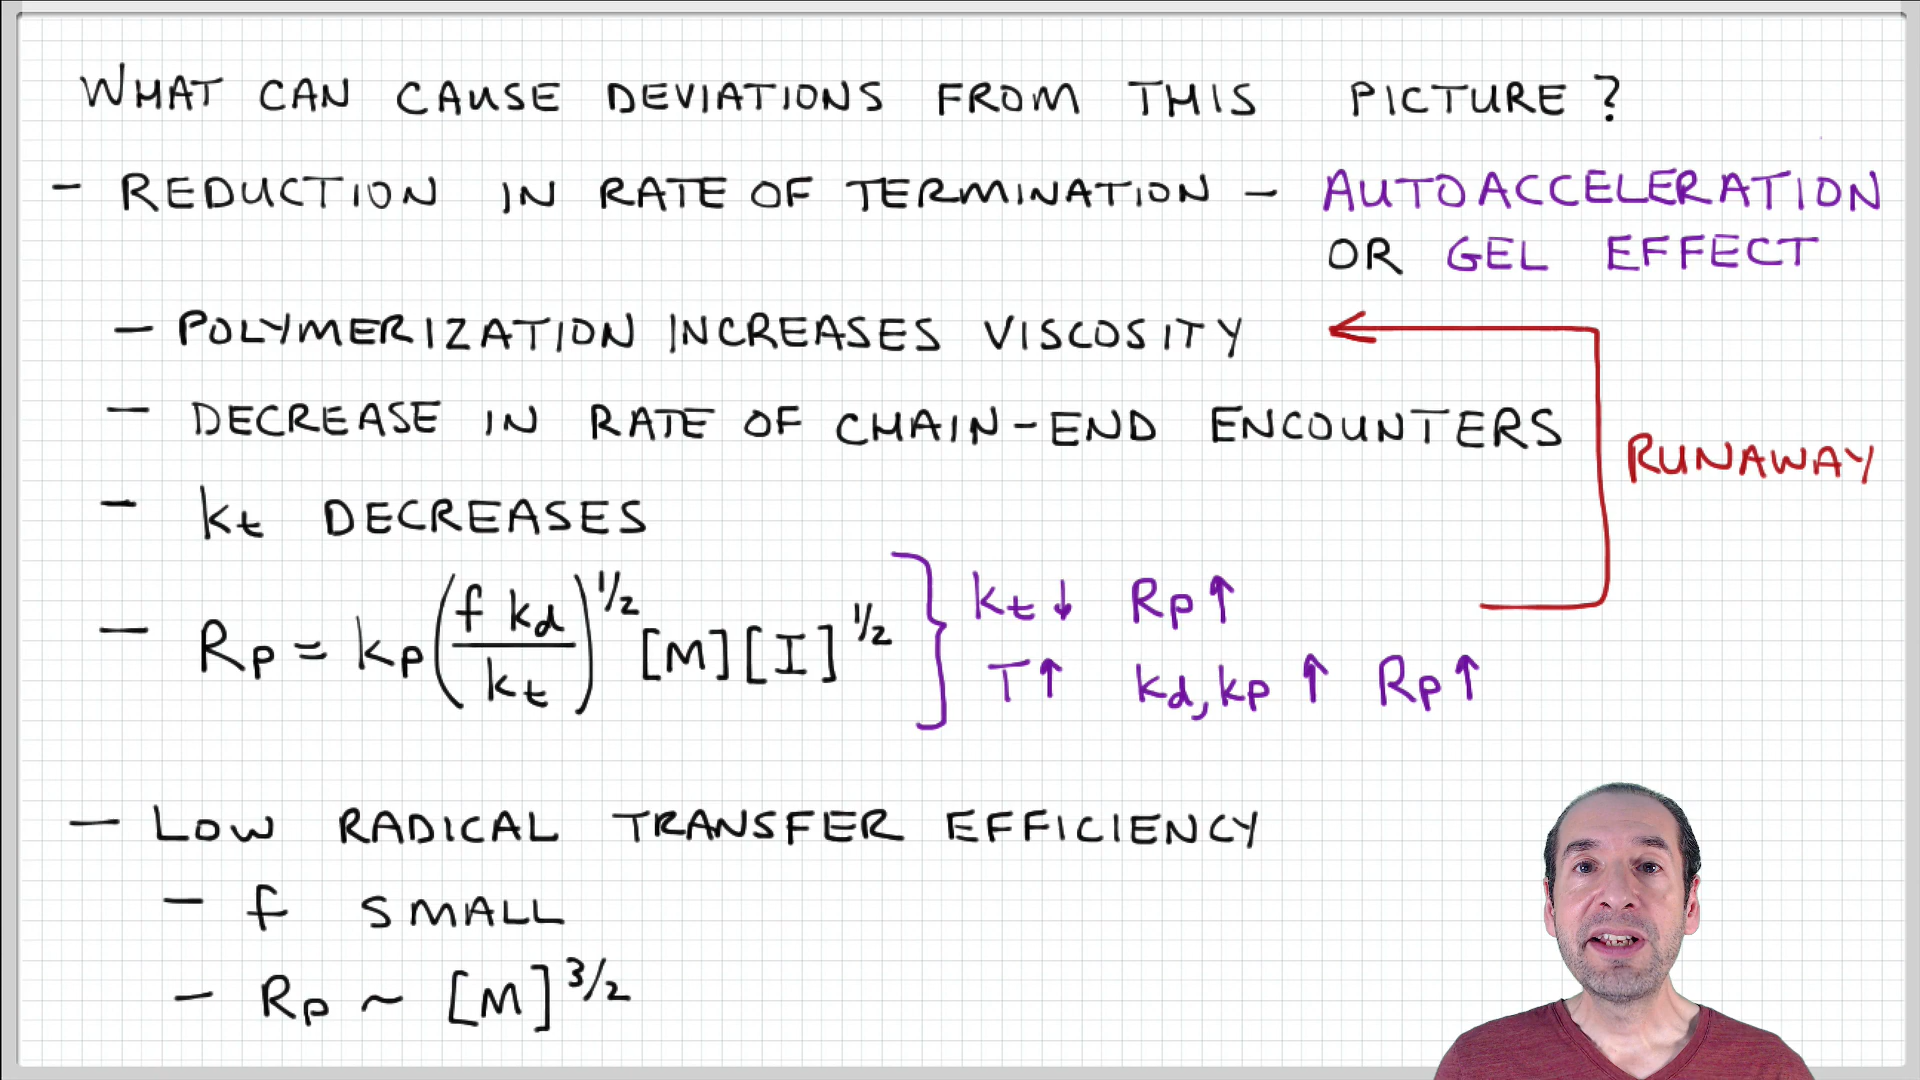 WHAT CAN CAUSE DEVIATIONS FROM THIS PICTURE?
- REDUCTION IN RATE OF TERMINATION - AUTOACCELERATION
OR GEL EFFECT
- POLYMERIZATION INCREASES VISCOSITY
- DECREASE IN RATE OF CHAIN-END ENCOUNTERS
RUNAWAY
- kt DECREASES
- Rp = kp (f kd / kt)^1/2 [M][I]^1/2 } kt ↓ Rp ↑
T ↑ kd, kp ↑ Rp ↑
- LOW RADICAL TRANSFER EFFICIENCY
- f SMALL
- Rp ~ [M]^3/2